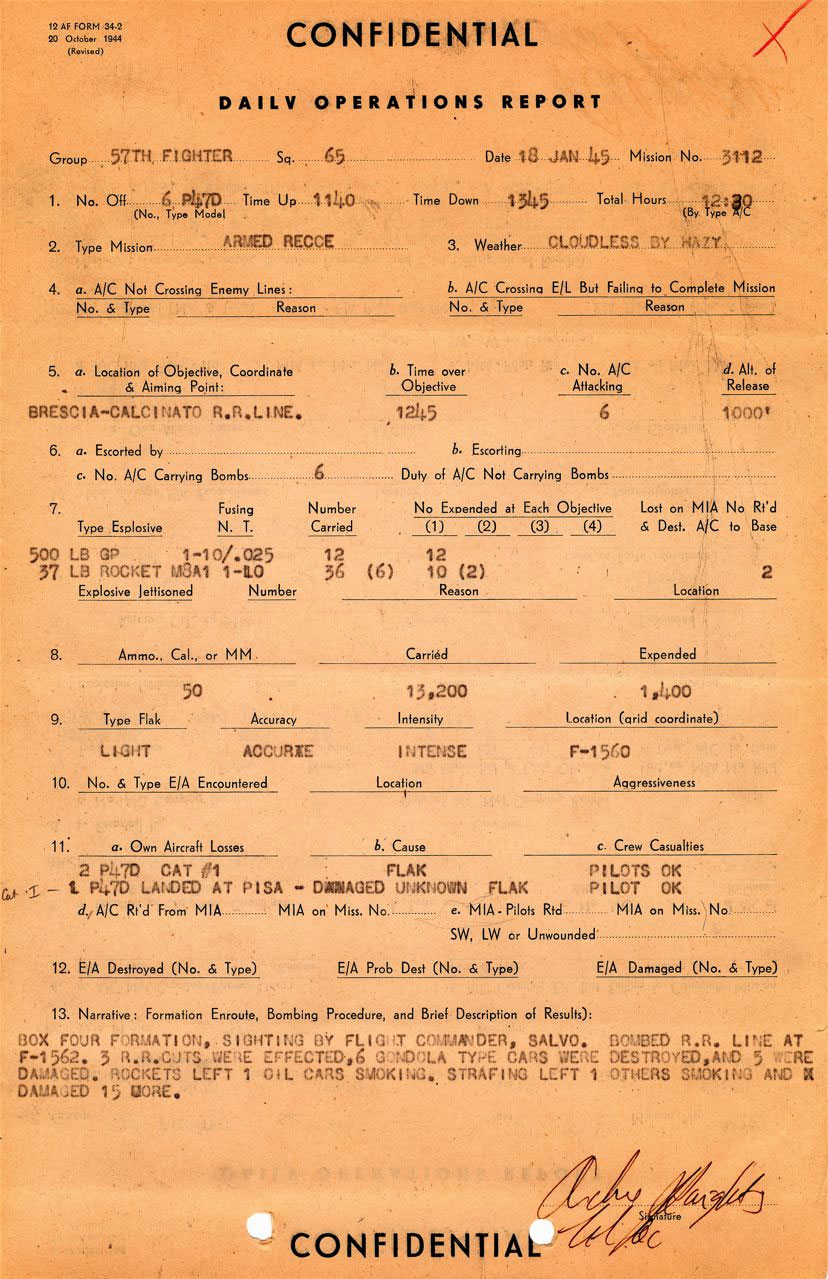 12 AF FORM 34-2
20 October 1944
(Revised)
CONFIDENTIAL
DAILY OPERATIONS REPORT
Group 57TH FIGHTER Sq. 65 Date 18 JAN 45 Mission No. 3112
1. No. Off 6 P47D Time Up 1140 Time Down 1345 Total Hours 12:30
(No., Type Model (By Type A/C
2. Type Mission ARMED RECCE 3. Weather CLOUDLESS BY HAZY
4. a. A/C Not Crossing Enemy Lines: b. A/C Crossing E/L But Failing to Complete Mission
No. & Type Reason No. & Type Reason
5. a. Location of Objective, Coordinate b. Time over c. No. A/C d. Alt. of
& Aiming Point: Objective Attacking Release
BRESCIA-CALCINATO R.R.LINE. 1245 6 1000'
6. a. Escorted by b. Escorting
c. No. A/C Carrying Bombs 6 Duty of A/C Not Carrying Bombs
7. Fusing Number No Expended at Each Objective Lost on MIA No Rt'd
Type Explosive N. T. Carried (1) (2) (3) (4) & Dest. A/C to Base
500 LB GP 1-10/.025 12 12
37 LB ROCKET M8A1 1-10 36 (6) 10 (2) 2
Explosive Jettisoned Number Reason Location
8. Ammo., Cal., or MM. Carried Expended
50 13,200 1,400
9. Type Flak Accuracy Intensity Location (grid coordinate)
LIGHT INTENSE F-1560
10. No. & Type E/A Encountered Location Aggressiveness
11. a. Own Aircraft Losses b. Cause c. Crew Casualties
2 P47D CAT #1 FLAK PILOTS OK
Cat. I - 1 P47D LANDED AT PISA - DAMAGED UNKNOWN FLAK PILOT OK
d. A/C Rt'd From MIA MIA on Miss. No. e. MIA-Pilots Rtd MIA on Miss. No
SW, LW or Unwounded
12. E/A Destroyed (No. & Type) E/A Prob Dest (No. & Type) E/A Damaged (No. & Type)
13. Narrative: Formation Enroute, Bombing Procedure, and Brief Description of Results):
BOX FOUR FORMATION, SIGHTING BY FLIGHT COMMANDER, SALVO. BOMBED R.R. LINE AT
F-1562. 3 R.R.CUTS WERE EFFECTED,6 GONDOLA TYPE CARS WERE DESTROYED,AND 5 WERE
DAMAGED. ROCKETS LEFT 1 OIL CARS SMOKING. STRAFING LEFT 1 OTHERS SMOKING AND
DAMAGED 15 MORE.
Signature
CONFIDENTIAL